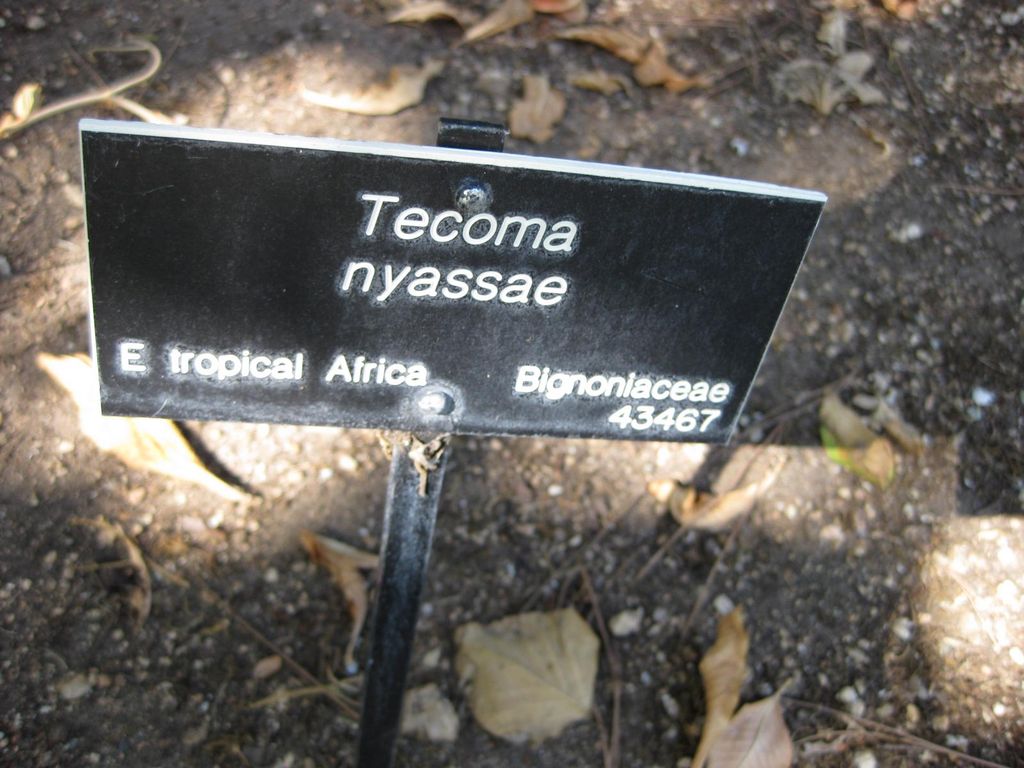 Tecoma
nyassae
E tropical Africa Bignoniaceae
43467